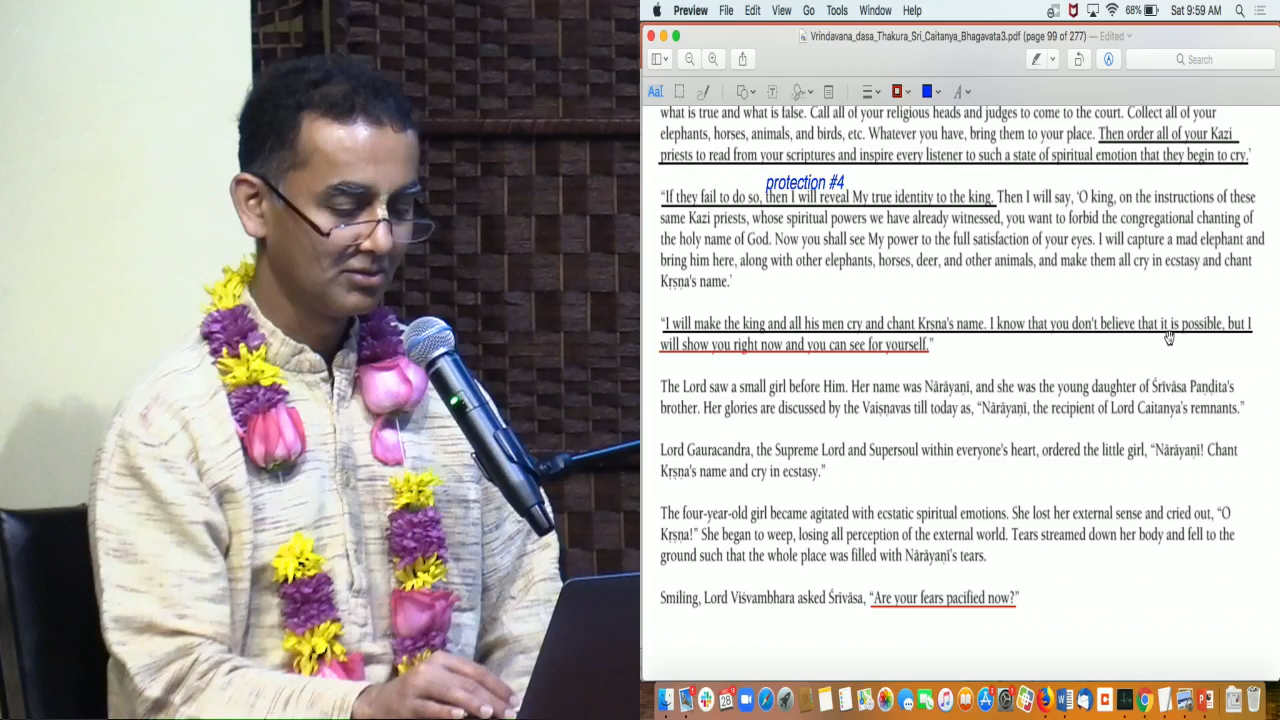 Preview File Edit View Go Tools Window Help 68% Sat 9:59 AM
Vrindavana_dasa_Thakura_Sri_Caitanya_Bhagavata3.pdf (page 99 of 277) — Edited
Search
AaI A
what is true and what is false. Call all of your religious heads and judges to come to the court. Collect all of your
elephants, horses, animals, and birds, etc. Whatever you have, bring them to your place. Then order all of your Kazi
priests to read from your scriptures and inspire every listener to such a state of spiritual emotion that they begin to cry.’
protection #4
“If they fail to do so, then I will reveal My true identity to the king. Then I will say, ‘O king, on the instructions of these
same Kazi priests, whose spiritual powers we have already witnessed, you want to forbid the congregational chanting of
the holy name of God. Now you shall see My power to the full satisfaction of your eyes. I will capture a mad elephant and
bring him here, along with other elephants, horses, deer, and other animals, and make them all cry in ecstasy and chant
Kṛṣṇa's name.’
“I will make the king and all his men cry and chant Krsna's name. I know that you don't believe that it is possible, but I
will show you right now and you can see for yourself.”
The Lord saw a small girl before Him. Her name was Nārāyaṇī, and she was the young daughter of Śrīvāsa Paṇḍita's
brother. Her glories are discussed by the Vaiṣṇavas till today as, “Nārāyaṇī, the recipient of Lord Caitanya's remnants.”
Lord Gauracandra, the Supreme Lord and Supersoul within everyone's heart, ordered the little girl, “Nārāyaṇī! Chant
Kṛṣṇa's name and cry in ecstasy.”
The four-year-old girl became agitated with ecstatic spiritual emotions. She lost her external sense and cried out, “O
Kṛṣṇa!” She began to weep, losing all perception of the external world. Tears streamed down her body and fell to the
ground such that the whole place was filled with Nārāyaṇī's tears.
Smiling, Lord Viśvambhara asked Śrīvāsa, “Are your fears pacified now?”